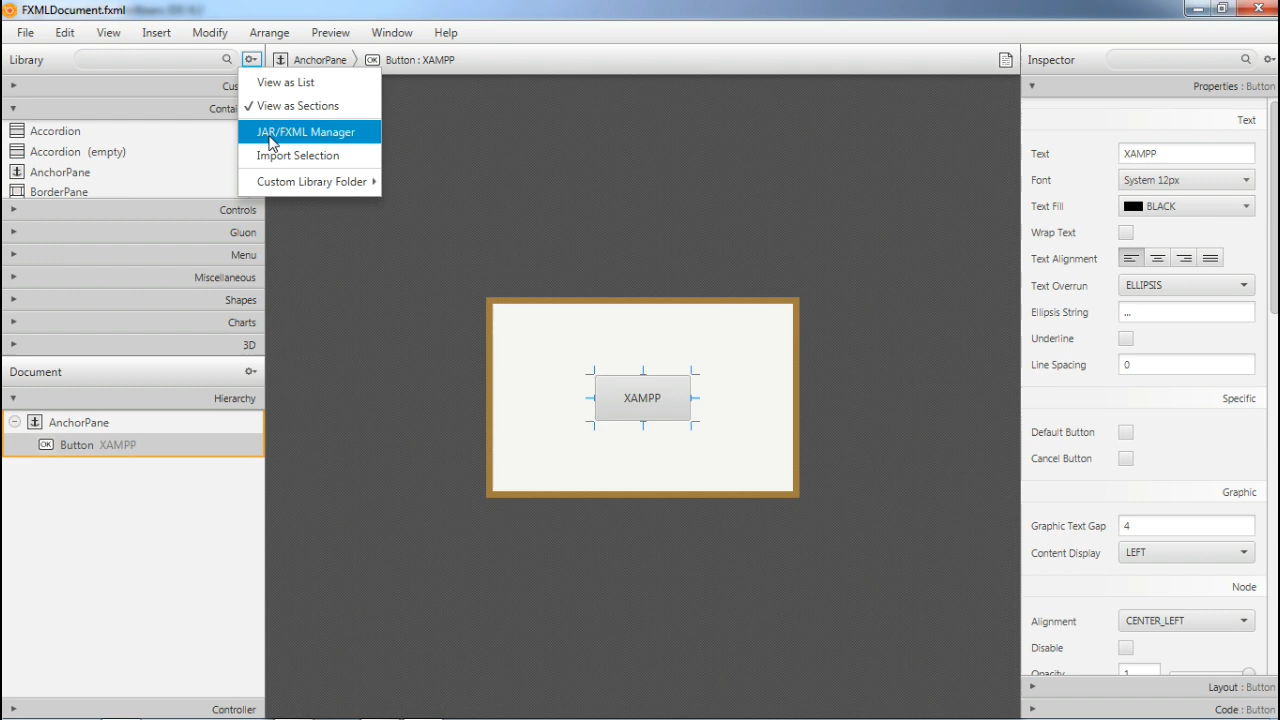 FXMLDocument.fxml
File Edit View Insert Modify Arrange Preview Window Help
Library
AnchorPane
Button : XAMPP
Inspector
View as List
✓ View as Sections
JAR/FXML Manager
Import Selection
Custom Library Folder
Accordion
Accordion (empty)
AnchorPane
BorderPane
Controls
Gluon
Menu
Miscellaneous
Shapes
Charts
3D
Document
Hierarchy
AnchorPane
OK Button XAMPP
Controller
XAMPP
Properties : Button
Text
Text XAMPP
Font System 12px
Text Fill BLACK
Wrap Text
Text Alignment
Text Overrun ELLIPSIS
Ellipsis String ...
Underline
Line Spacing 0
Specific
Default Button
Cancel Button
Graphic
Graphic Text Gap 4
Content Display LEFT
Node
Alignment CENTER_LEFT
Disable
Opacity 1
Layout : Button
Code : Button